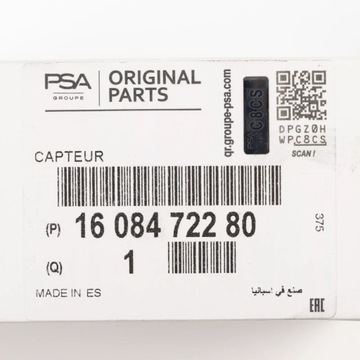 PSA
GROUPE
ORIGINAL
PARTS
qr.groupe-psa.com
C8CS
DPGZ0H
WPC8CS
SCAN !
CAPTEUR
(P) 16 084 722 80
375
(Q) 1
MADE IN ES
صنع في اسبانيا
EAC